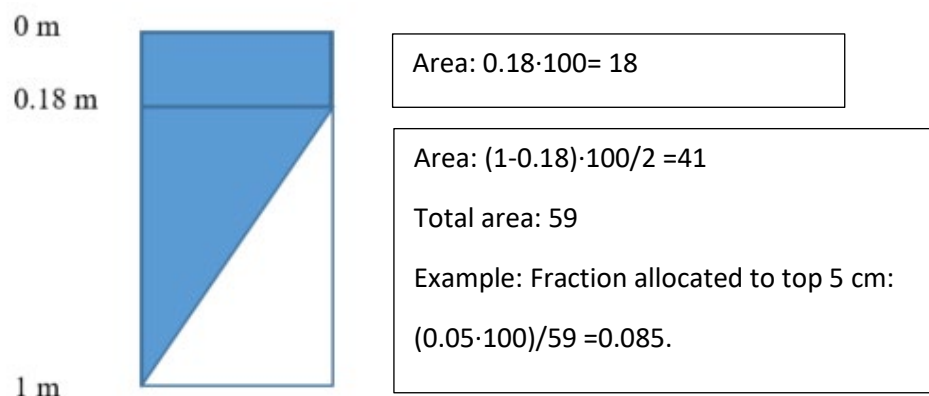 0 m
0.18 m
1 m
Area: 0.18·100= 18
Area: (1-0.18)·100/2 =41
Total area: 59
Example: Fraction allocated to top 5 cm:
(0.05·100)/59 =0.085.